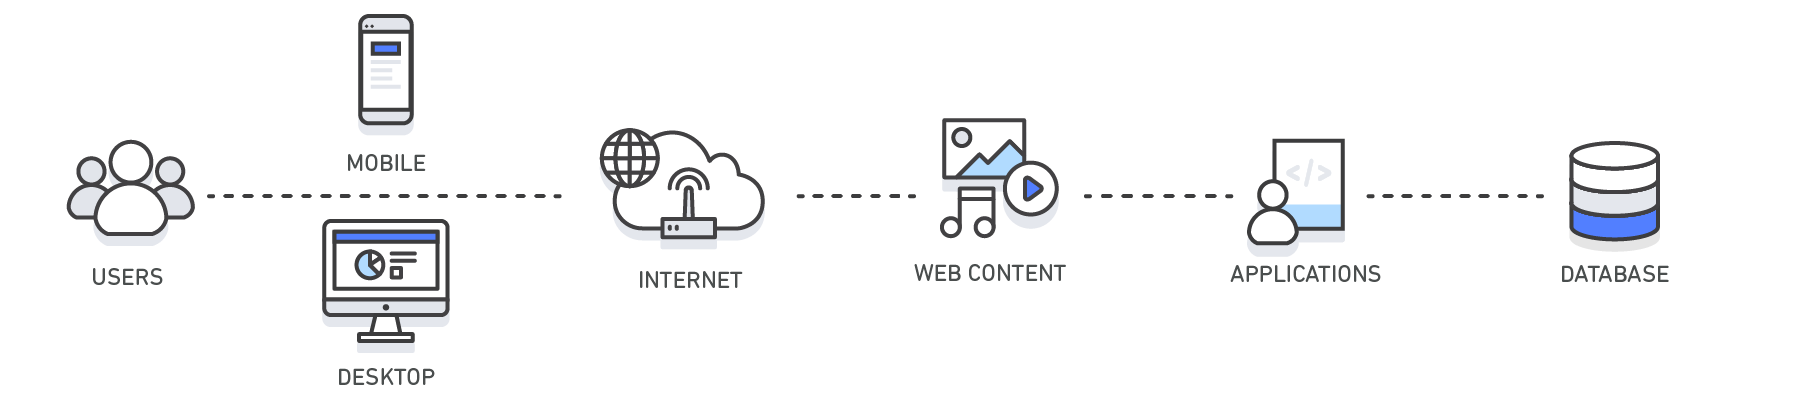 USERS
MOBILE
DESKTOP
INTERNET
WEB CONTENT
</>
APPLICATIONS
DATABASE